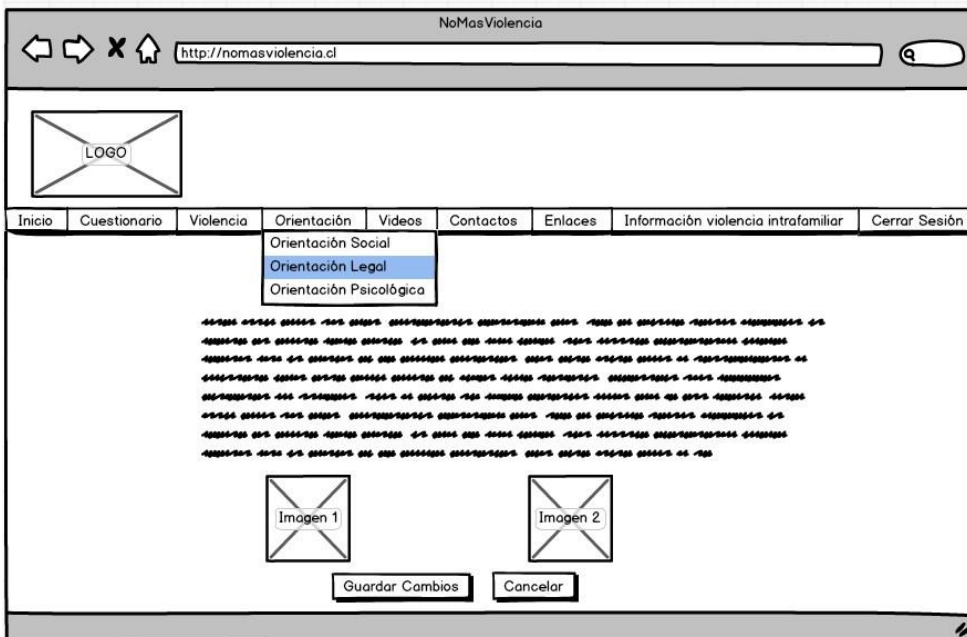 NoMasViolencia
http://nomasviolencia.cl
LOGO
Inicio Cuestionario Violencia Orientación Videos Contactos Enlaces Información violencia intrafamiliar Cerrar Sesión
Orientación Social
Orientación Legal
Orientación Psicológica
Imagen 1 Imagen 2
Guardar Cambios Cancelar